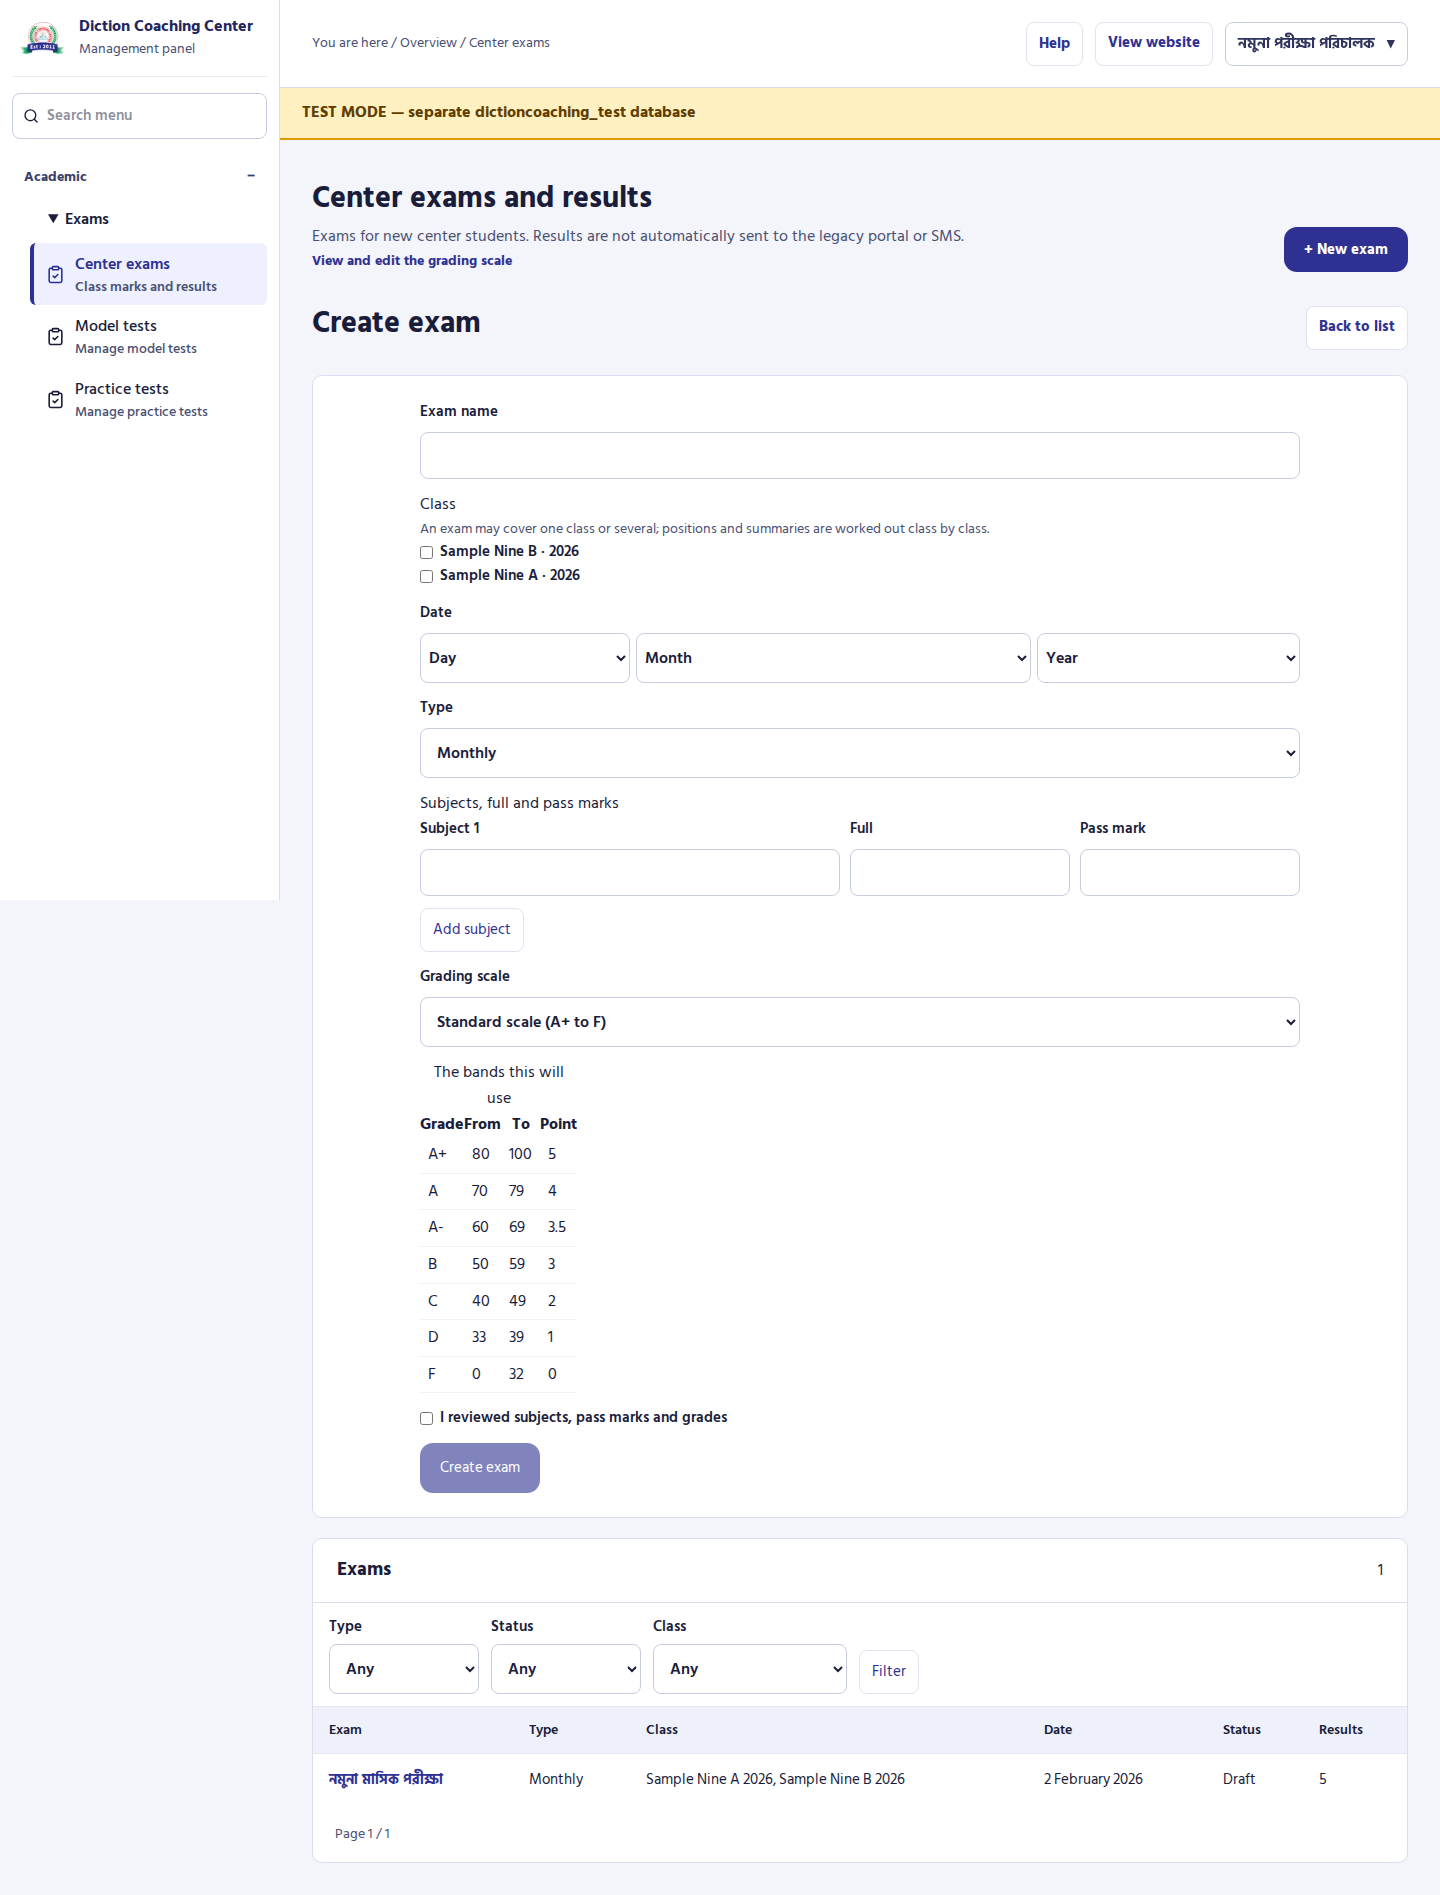 Diction Coaching Center
Management panel
Est : 2011
Search menu
Academic −
▼ Exams
Center exams
Class marks and results
Model tests
Manage model tests
Practice tests
Manage practice tests
You are here / Overview / Center exams
Help
View website
নমুনা পরীক্ষা পরিচালক ▼
TEST MODE — separate dictioncoaching_test database
Center exams and results
Exams for new center students. Results are not automatically sent to the legacy portal or SMS.
View and edit the grading scale
+ New exam
Create exam
Back to list
Exam name
Class
An exam may cover one class or several; positions and summaries are worked out class by class.
Sample Nine B · 2026
Sample Nine A · 2026
Date
Day Month Year
Type
Monthly
Subjects, full and pass marks
Subject 1 Full Pass mark
Add subject
Grading scale
Standard scale (A+ to F)
The bands this will
use
Grade From To Point
A+ 80 100 5
A 70 79 4
A- 60 69 3.5
B 50 59 3
C 40 49 2
D 33 39 1
F 0 32 0
I reviewed subjects, pass marks and grades
Create exam
Exams 1
Type Status Class
Any Any Any Filter
Exam Type Class Date Status Results
নমুনা মাসিক পরীক্ষা Monthly Sample Nine A 2026, Sample Nine B 2026 2 February 2026 Draft 5
Page 1 / 1